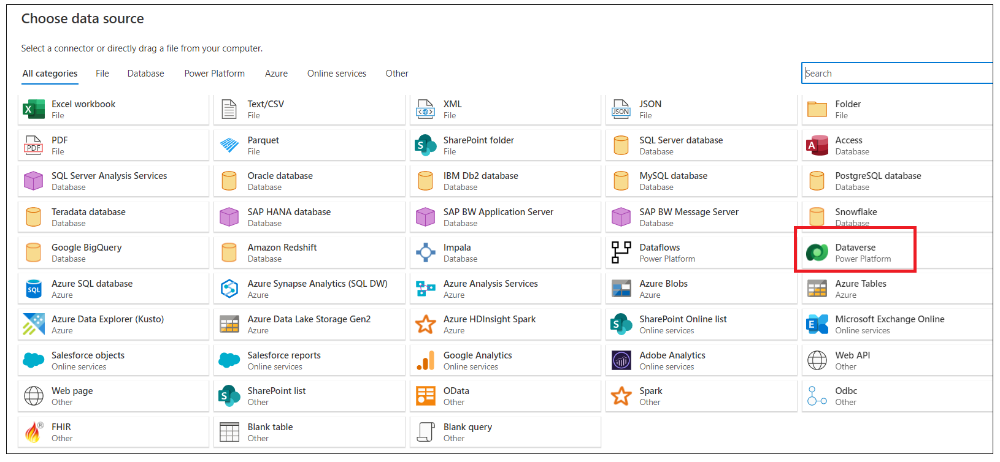 Choose data source
Select a connector or directly drag a file from your computer.
All categories File Database Power Platform Azure Online services Other Search
Excel workbook Text/CSV XML JSON Folder
File File File JSON File File
PDF Parquet SharePoint folder SQL Server database Access
PDF File File S File Database A Database
SQL Server Analysis Services Oracle database IBM Db2 database MySQL database PostgreSQL database
Database Database Database Database Database
Teradata database SAP HANA database SAP BW Application Server SAP BW Message Server Snowflake
Database Database Database Database Database
Google BigQuery Amazon Redshift Impala Dataflows Dataverse
Database Database Database Power Platform Power Platform
Azure SQL database Azure Synapse Analytics (SQL DW) Azure Analysis Services Azure Blobs Azure Tables
SQL Azure Azure Azure Azure Azure
Azure Data Explorer (Kusto) Azure Data Lake Storage Gen2 Azure HDInsight Spark SharePoint Online list Microsoft Exchange Online
Azure Azure Azure S Online services E Online services
Salesforce objects Salesforce reports Google Analytics Adobe Analytics Web API
Online services Online services Online services Online services Other
Web page SharePoint list OData Spark Odbc
Other S Other Other Other Other
FHIR Blank table Blank query
Other Other Other